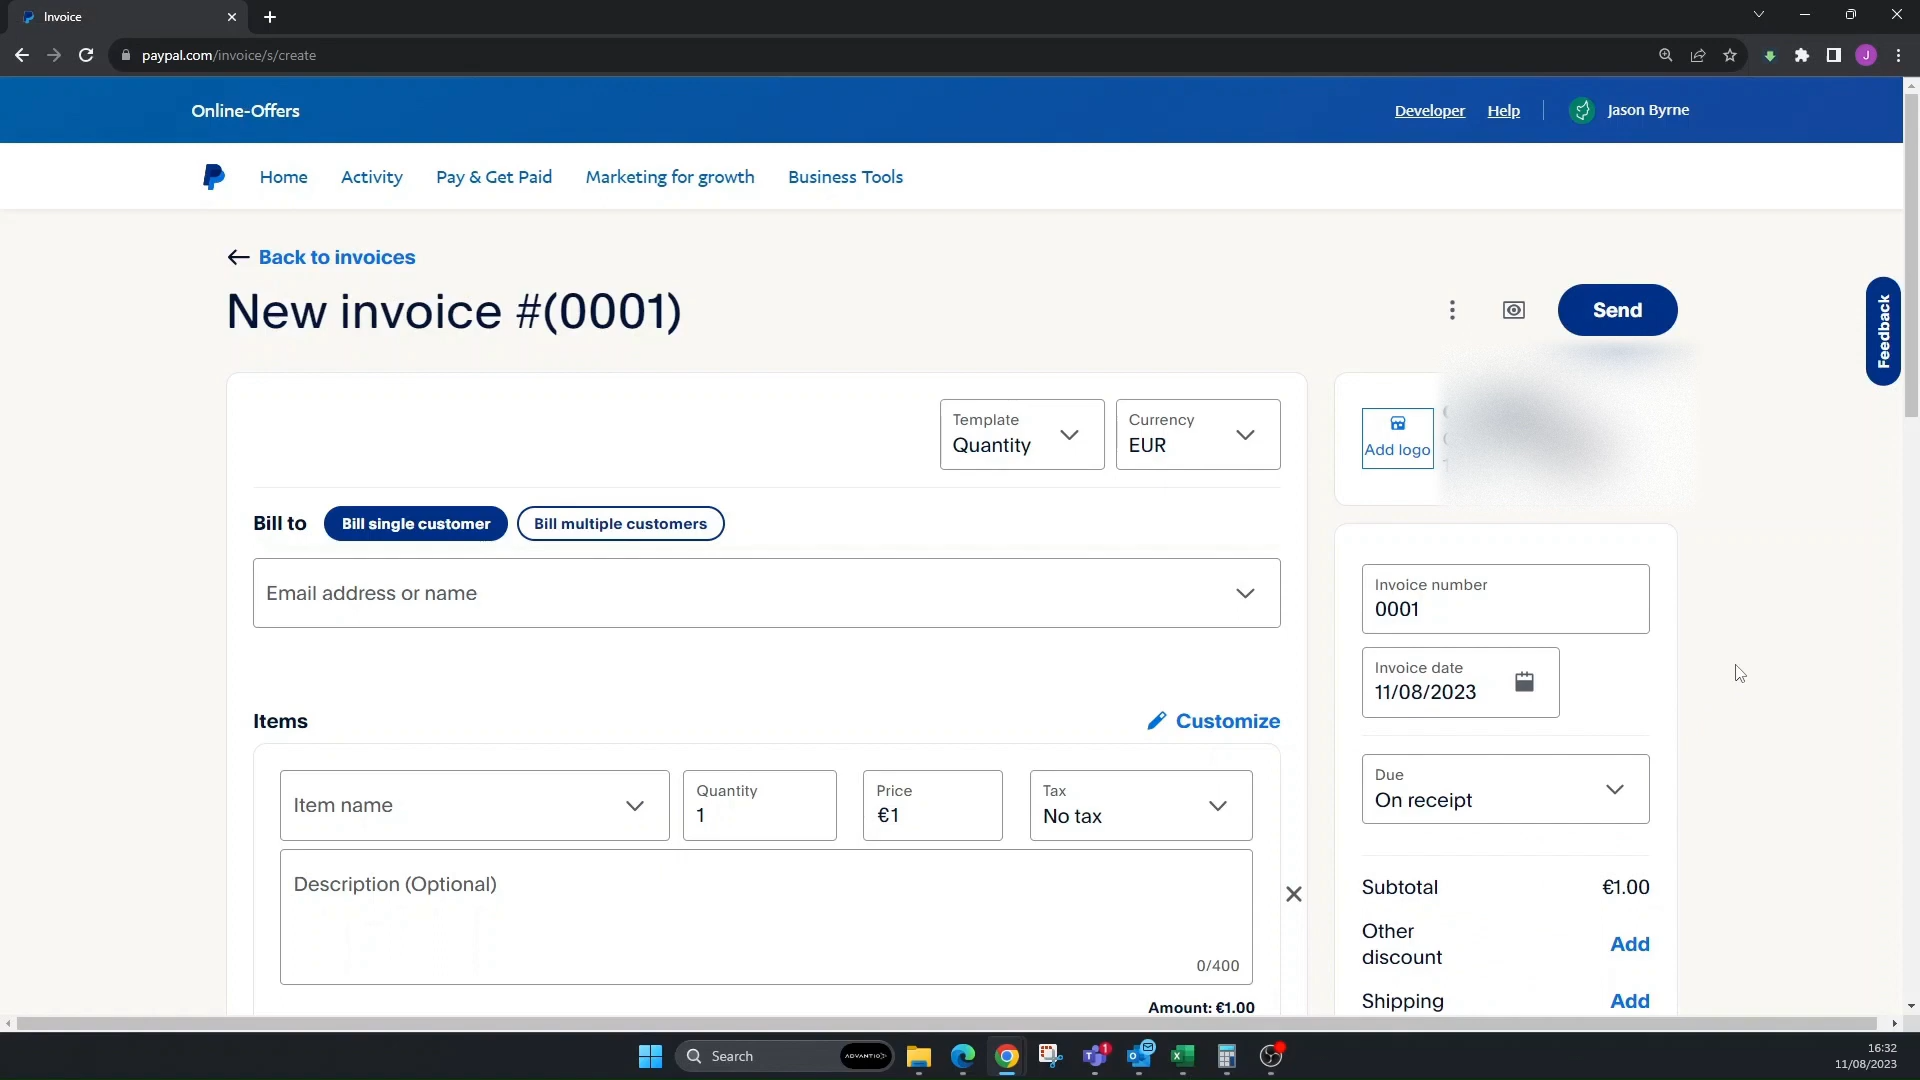 Invoice
paypal.com/invoice/s/create
J
Online-Offers
Developer
Help
Jason Byrne
Home
Activity
Pay & Get Paid
Marketing for growth
Business Tools
Back to invoices
New invoice #(0001)
Send
Feedback
Template
Quantity
Currency
EUR
Add logo
Bill to
Bill single customer
Bill multiple customers
Email address or name
Invoice number
0001
Invoice date
11/08/2023
Items
Customize
Item name
Quantity
1
Price
€1
Tax
No tax
Due
On receipt
Description (Optional)
0/400
Amount: €1.00
Subtotal
€1.00
Other
discount
Add
Shipping
Add
Search
ADVANTIO
1
16:32
11/08/2023